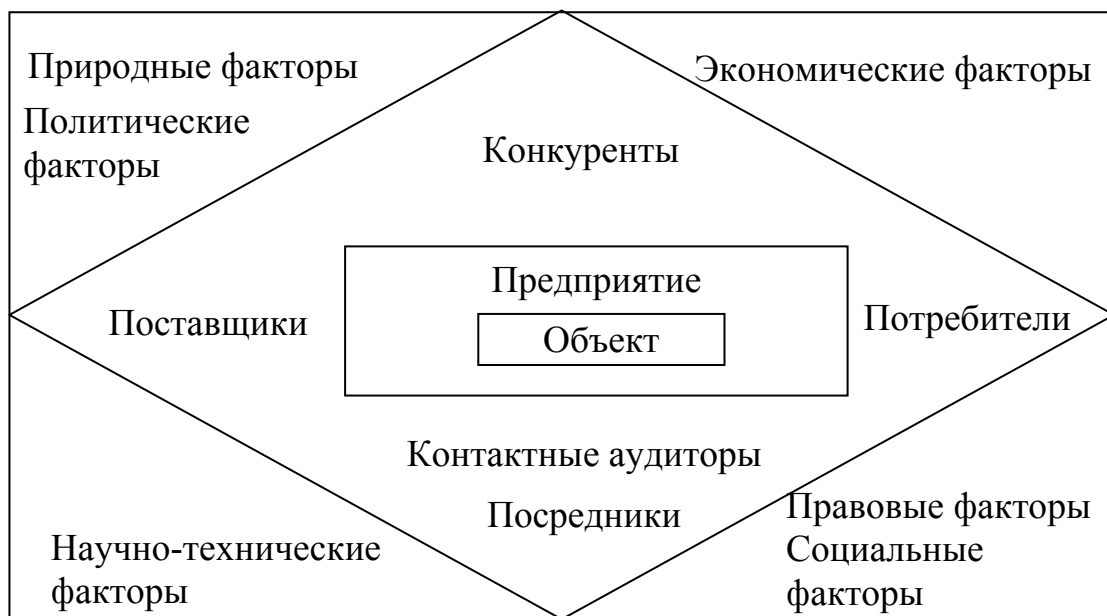 Природные факторы
Экономические факторы
Политические
факторы
Конкуренты
Предприятие
Поставщики
Объект
Потребители
Контактные аудиторы
Посредники
Правовые факторы
Социальные
факторы
Научно-технические
факторы